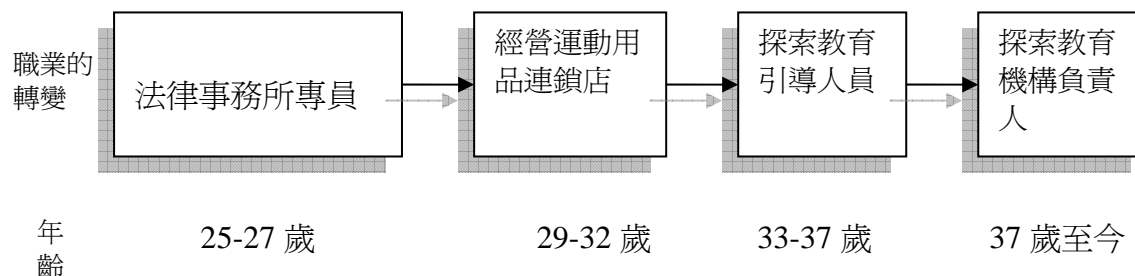 職業的
轉變
法律事務所專員
經營運動用
品連鎖店
探索教育
引導人員
探索教育
機構負責
人
年
齡
25-27 歲
29-32 歲
33-37 歲
37 歲至今